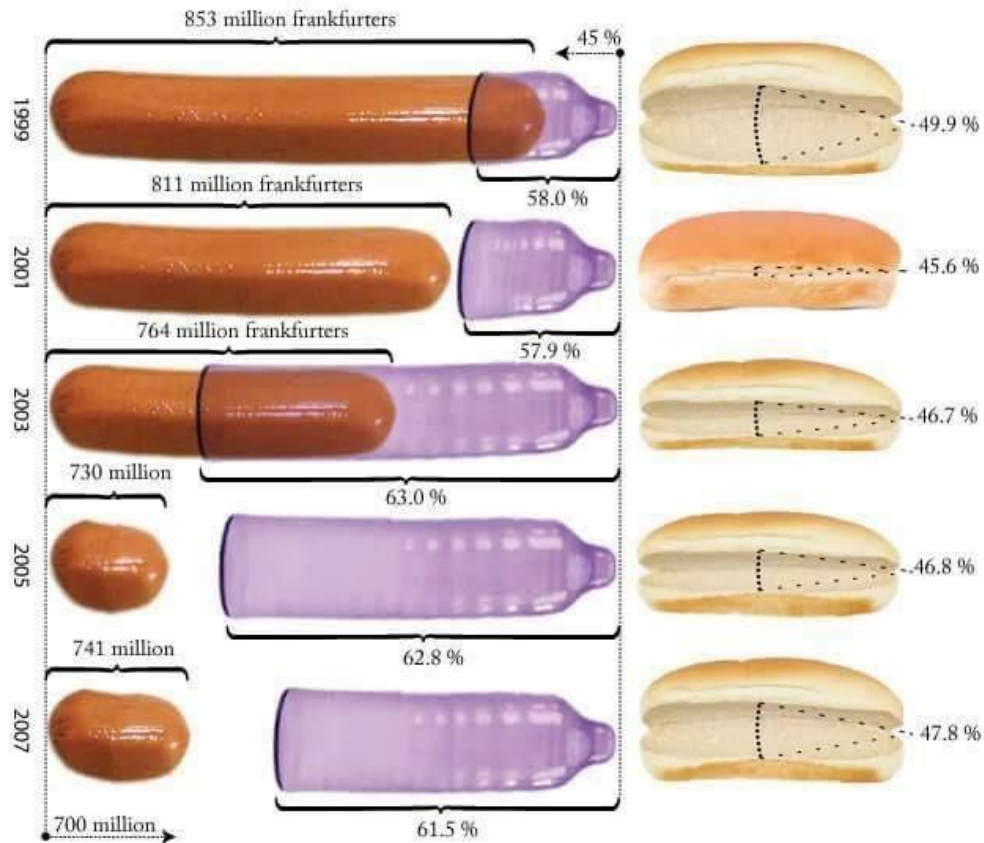 853 million frankfurters
45 %
1999
49.9 %
58.0 %
811 million frankfurters
2001
45.6 %
57.9 %
764 million frankfurters
2003
46.7 %
63.0 %
730 million
2005
46.8 %
62.8 %
741 million
2007
47.8 %
700 million
61.5 %